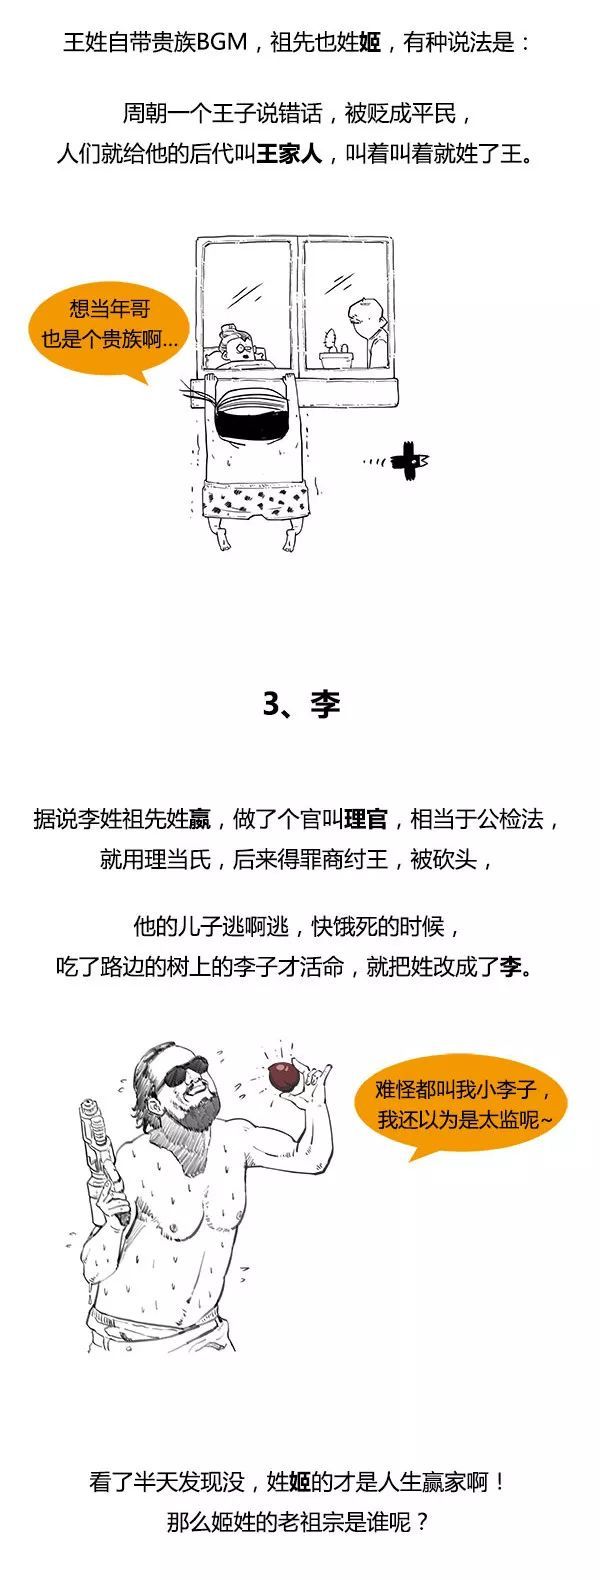 王姓自带贵族BGM，祖先也姓姬，有种说法是：
周朝一个王子说错话，被贬成平民，
人们就给他的后代叫王家人，叫着叫着就姓了王。
想当年哥
也是个贵族啊...
3、李
据说李姓祖先姓嬴，做了个官叫理官，相当于公检法，
就用理当氏，后来得罪商纣王，被砍头，
他的儿子逃啊逃，快饿死的时候，
吃了路边的树上的李子才活命，就把姓改成了李。
难怪都叫我小李子，
我还以为是太监呢~
看了半天发现没，姓姬的才是人生赢家啊！
那么姬姓的老祖宗是谁呢？